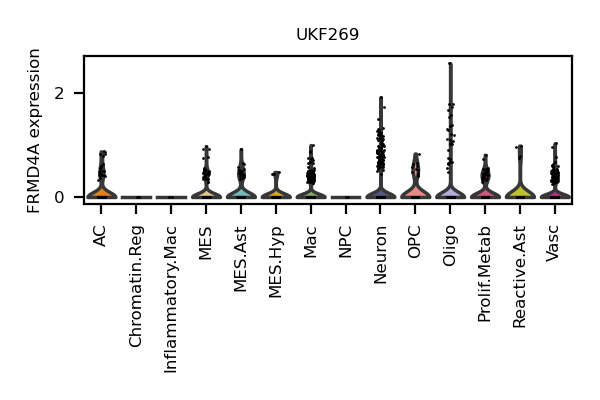 UKF269
FRMD4A expression
2
0
AC
Chromatin.Reg
Inflammatory.Mac
MES
MES.Ast
MES.Hyp
Mac
NPC
Neuron
OPC
Oligo
Prolif.Metab
Reactive.Ast
Vasc